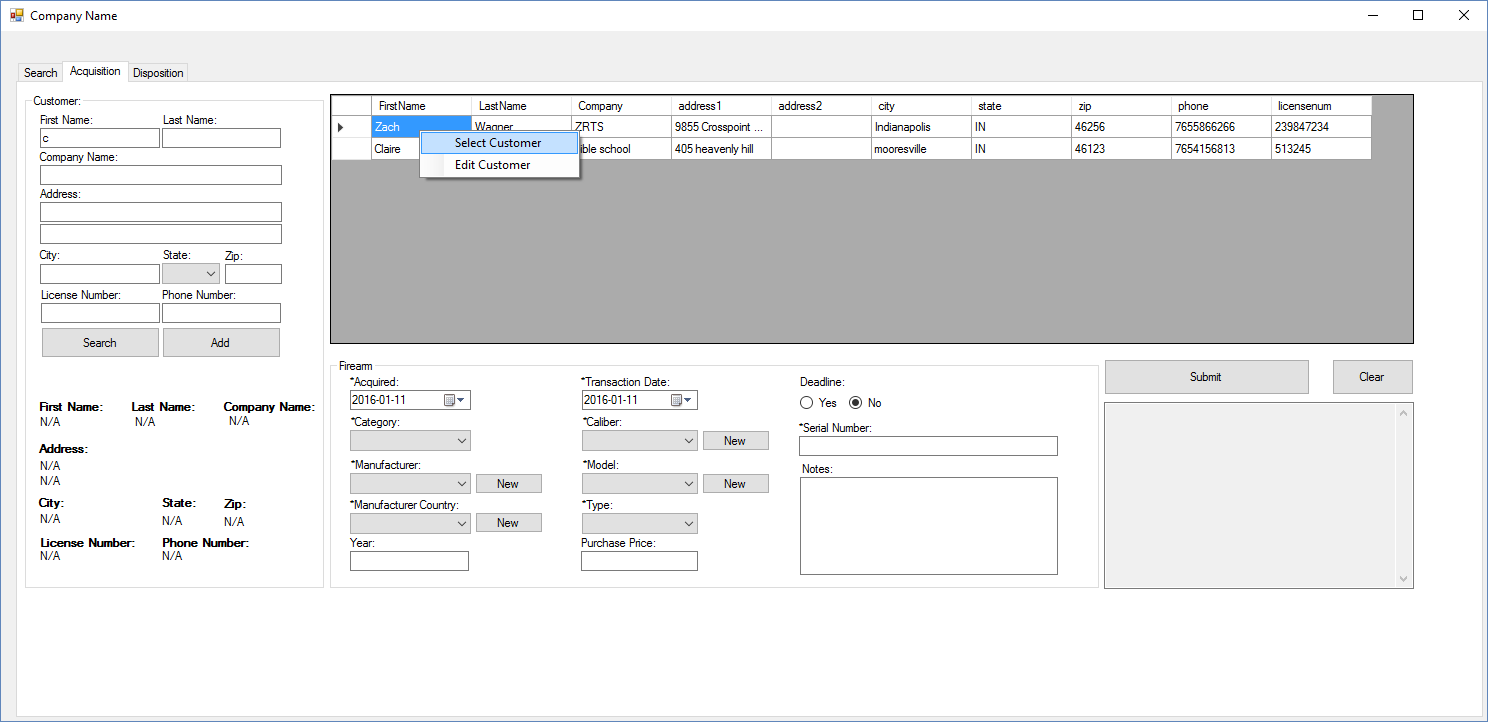 Company Name
Search Acquisition Disposition
Customer:
First Name: Last Name:
c
Company Name:
Address:
City: State: Zip:
License Number: Phone Number:
Search Add
First Name: Last Name: Company Name:
N/A N/A N/A
Address:
N/A
N/A
City: State: Zip:
N/A N/A N/A
License Number: Phone Number:
N/A N/A
FirstName LastName Company address1 address2 city state zip phone licensenum
Zach Wagner ZRTS 9855 Crosspoint ... Indianapolis IN 46256 7655866266 239847234
Claire ible school 405 heavenly hill mooresville IN 46123 7654156813 513245
Select Customer
Edit Customer
Firearm
*Acquired: *Transaction Date: Deadline:
2016-01-11 2016-01-11 Yes No
*Category: *Caliber: *Serial Number:
New
*Manufacturer: *Model: Notes:
New New
*Manufacturer Country: *Type:
New
Year: Purchase Price:
Submit Clear